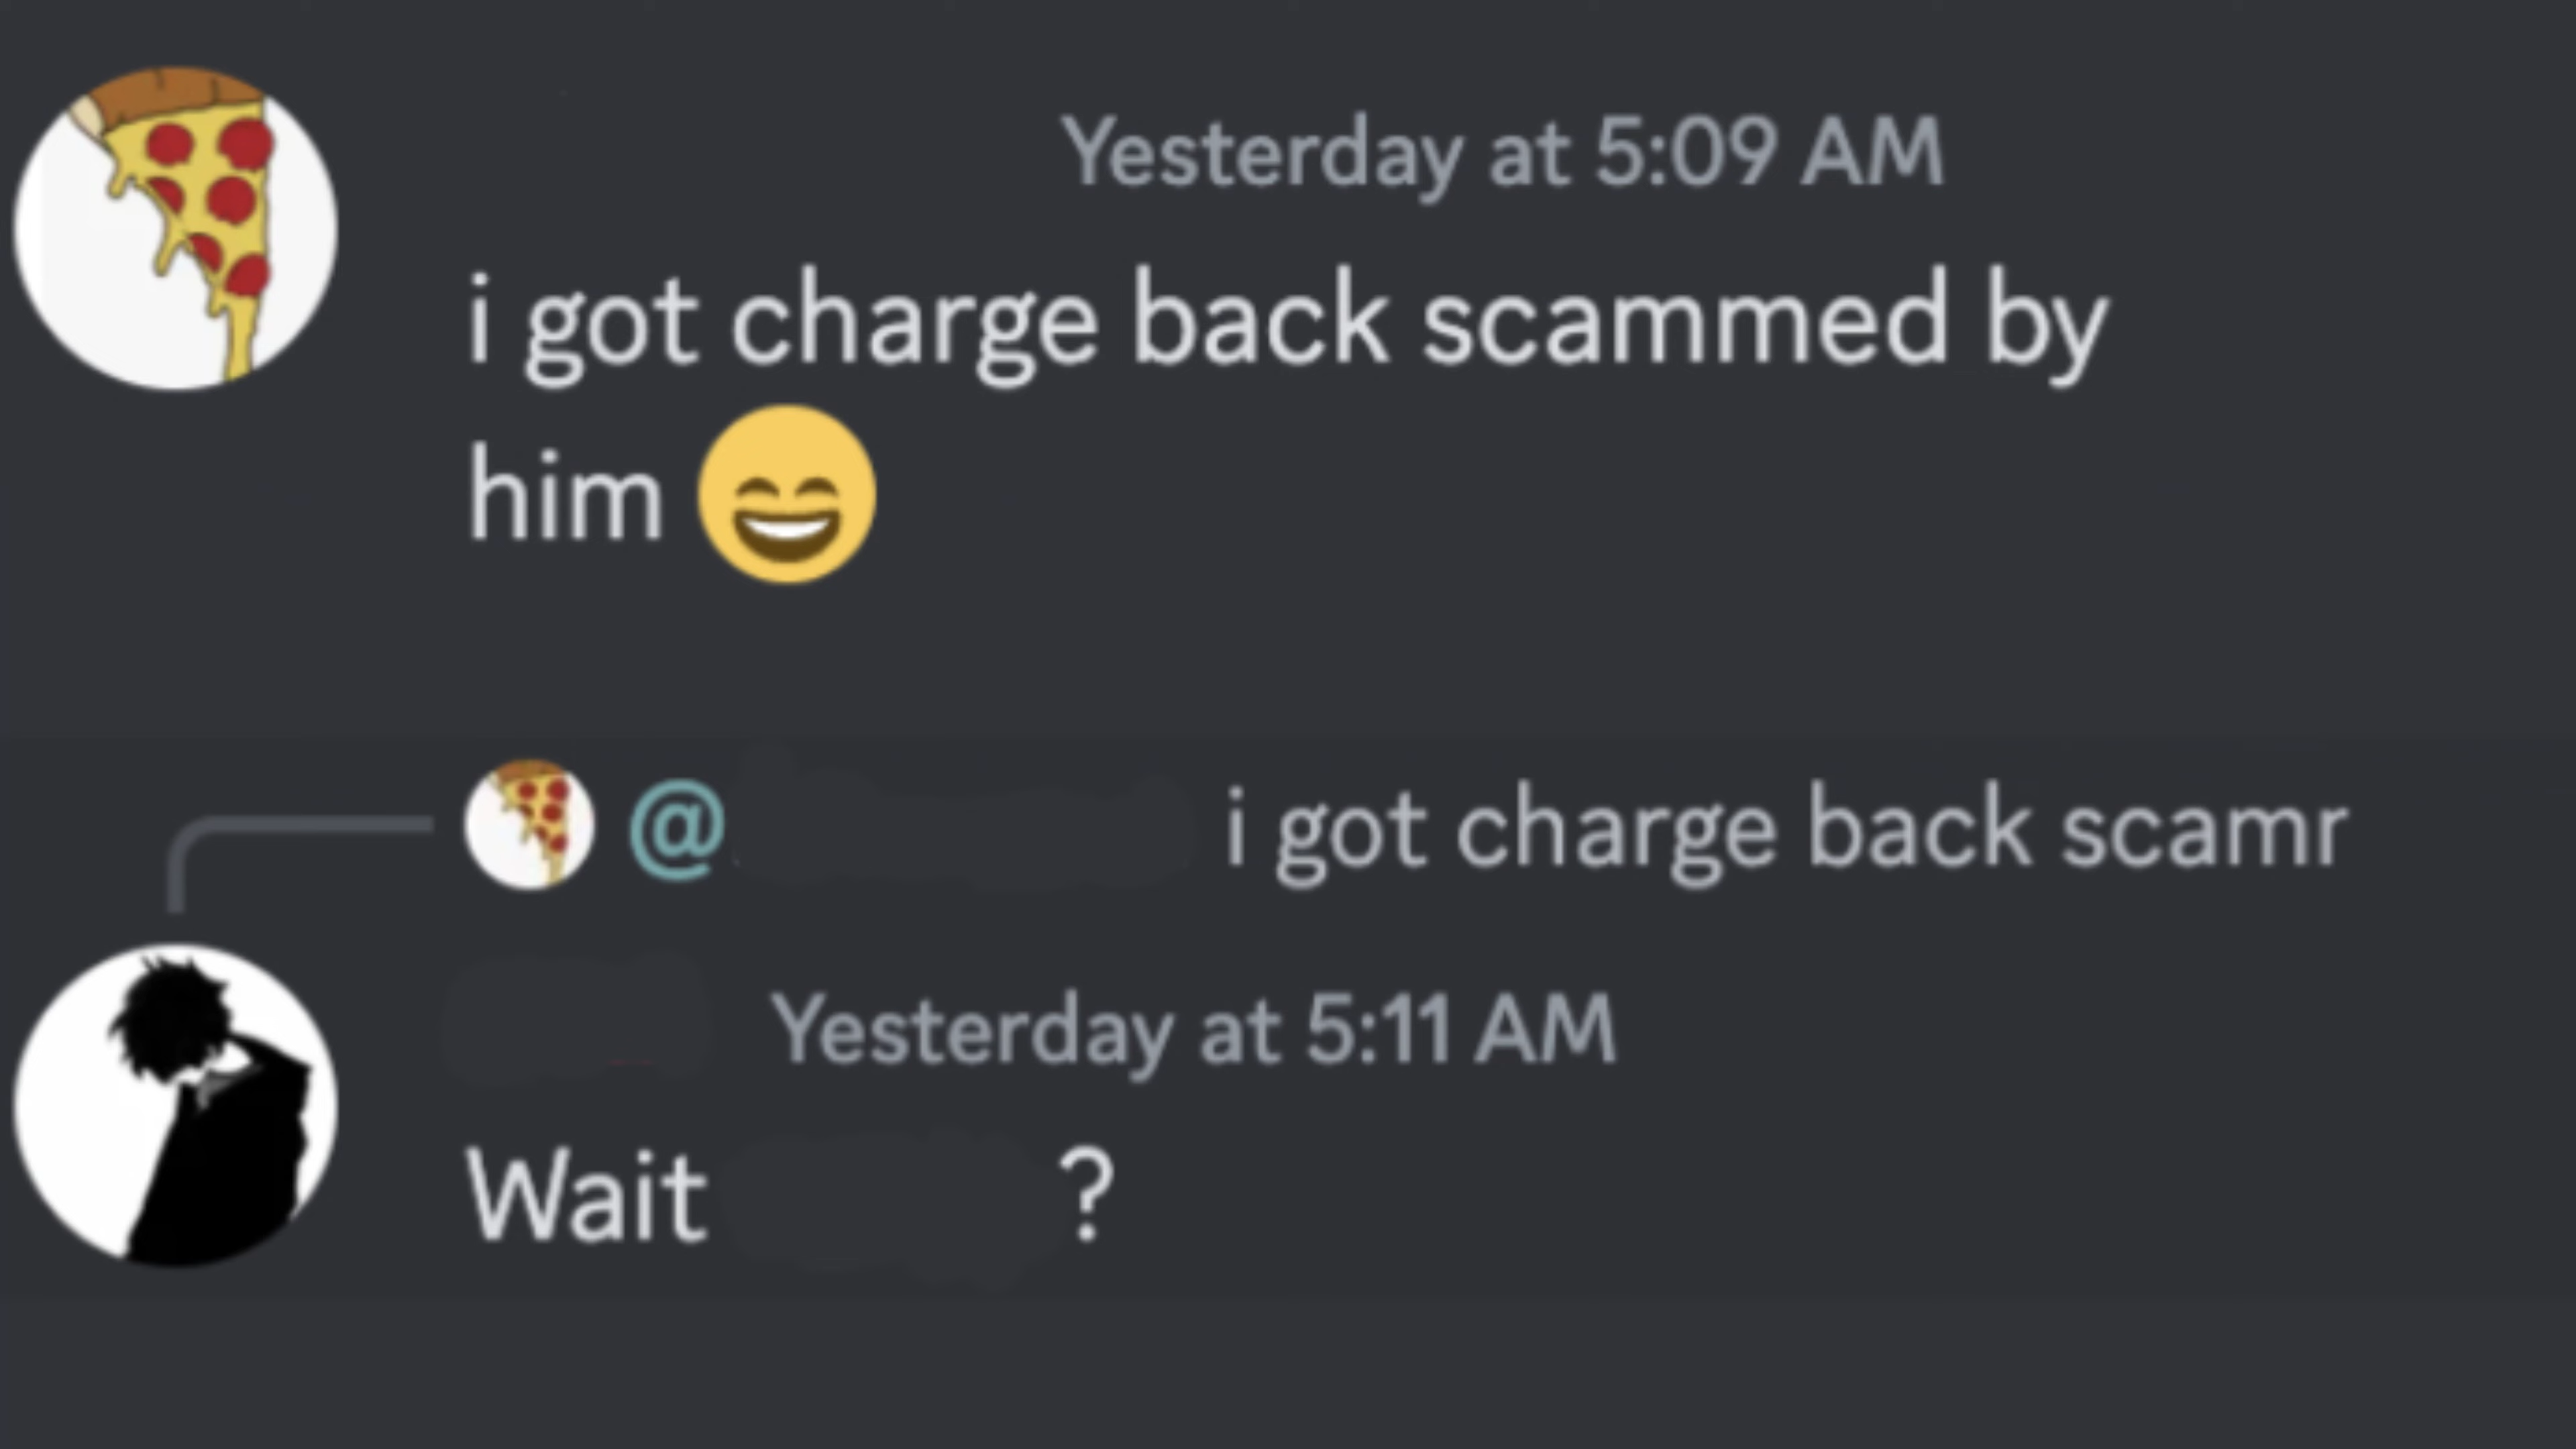 Yesterday at 5:09 AM
i got charge back scammed by
him 😄
@ i got charge back scamr
Yesterday at 5:11 AM
Wait ?